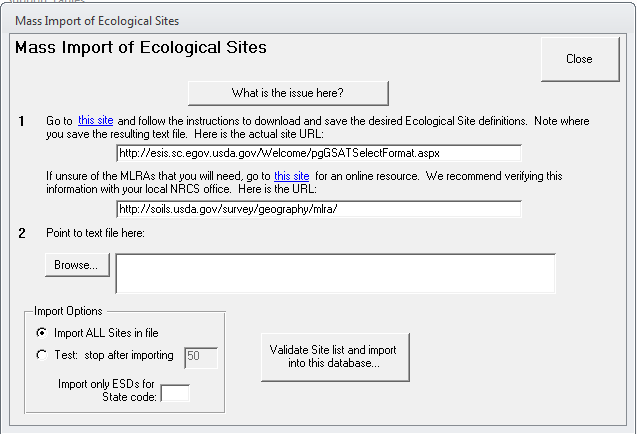 Mass Import of Ecological Sites
Mass Import of Ecological Sites
Close
What is the issue here?
1 Go to this site and follow the instructions to download and save the desired Ecological Site definitions. Note where
you save the resulting text file. Here is the actual site URL:
http://esis.sc.egov.usda.gov/Welcome/pgGSATSelectFormat.aspx
If unsure of the MLRAs that you will need, go to this site for an online resource. We recommend verifying this
information with your local NRCS office. Here is the URL:
http://soils.usda.gov/survey/geography/mlra/
2 Point to text file here:
Browse...
Import Options
Import ALL Sites in file
Test: stop after importing 50
Import only ESDs for
State code:
Validate Site list and import
into this database...